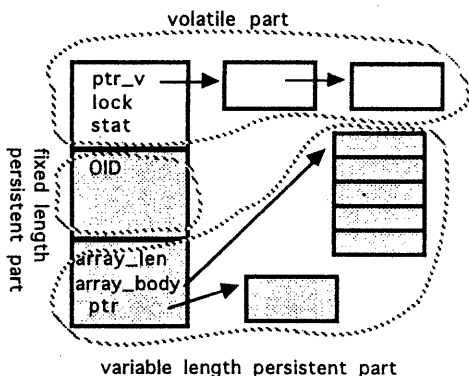 volatile part
ptr_v
lock
stat
fixed length
persistent part
OID
array_len
array_body
ptr
variable length persistent part